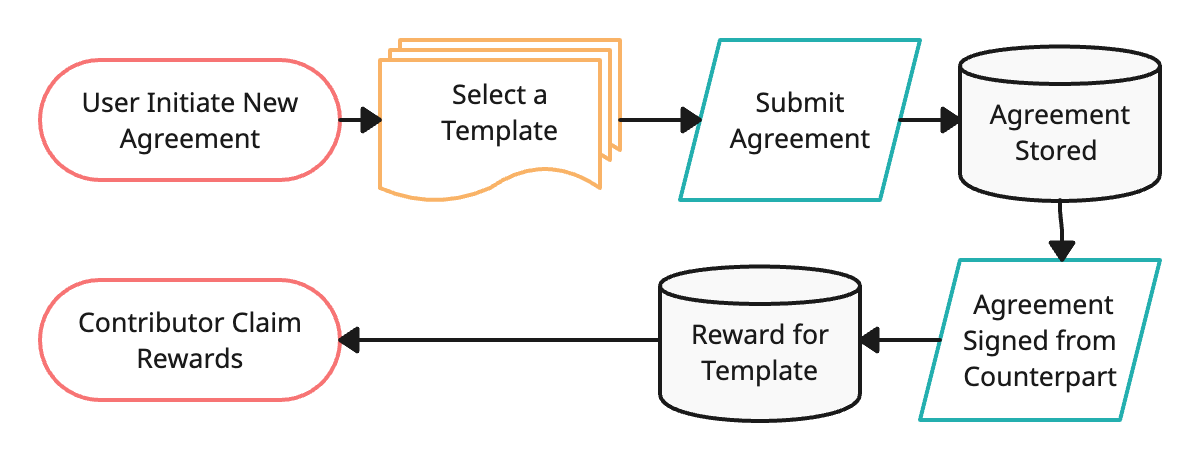 User Initiate New
Agreement
Select a
Template
Submit
Agreement
Agreement
Stored
Contributor Claim
Rewards
Reward for
Template
Agreement
Signed from
Counterpart